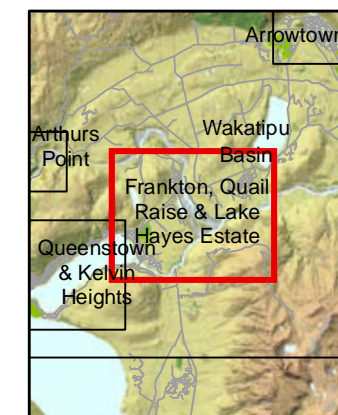 Arrowtown
Arthurs
Point
Wakatipu
Basin
Frankton, Quail
Raise & Lake
Hayes Estate
Queenstown
& Kelvin
Heights